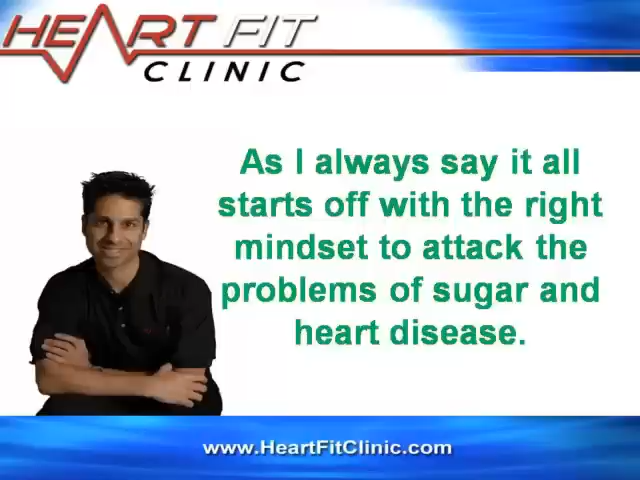 HEART FIT
CLINIC
As I always say it all
starts off with the right
mindset to attack the
problems of sugar and
heart disease.
www.HeartFitClinic.com